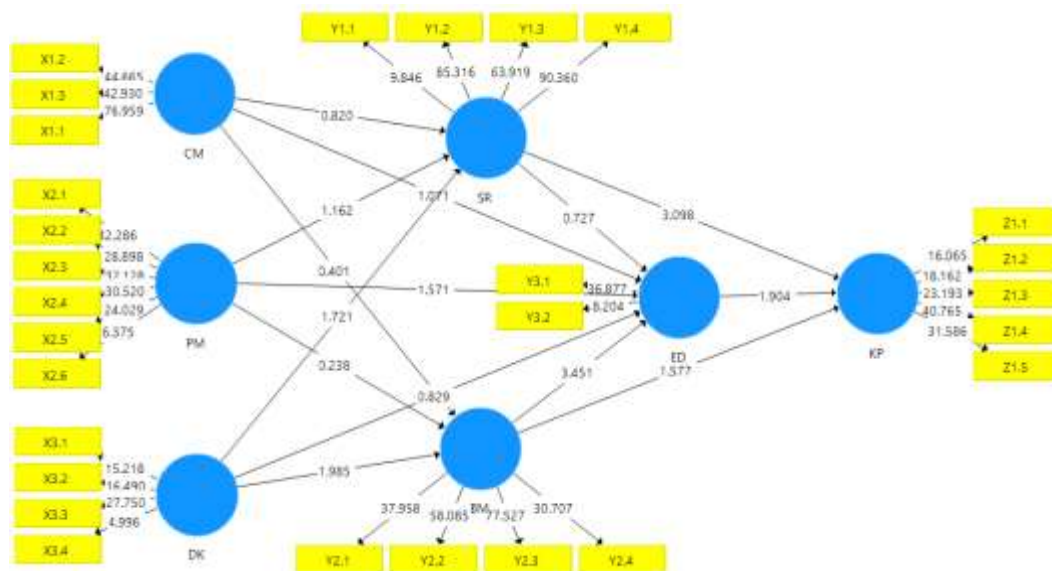 Y1.1
Y1.2
Y1.3
Y1.4
X1.2
X1.3
X1.1
44.665
42.930
76.959
9.846
85.316
63.919
90.360
CM
0.820
SR
1.071
X2.1
X2.2
X2.3
X2.4
X2.5
X2.6
28.898
30.520
24.029
6.375
PM
1.162
0.401
1.721
0.238
1.571
0.727
3.098
Y3.1
Y3.2
36.877
8.204
ED
1.904
KP
16.065
18.162
23.193
40.765
31.586
Z1.1
Z1.2
Z1.3
Z1.4
Z1.5
0.829
3.451
1.577
X3.1
X3.2
X3.3
X3.4
15.218
16.490
27.750
4.996
DK
1.985
BM
37.958
58.085
77.527
30.707
Y2.1
Y2.2
Y2.3
Y2.4